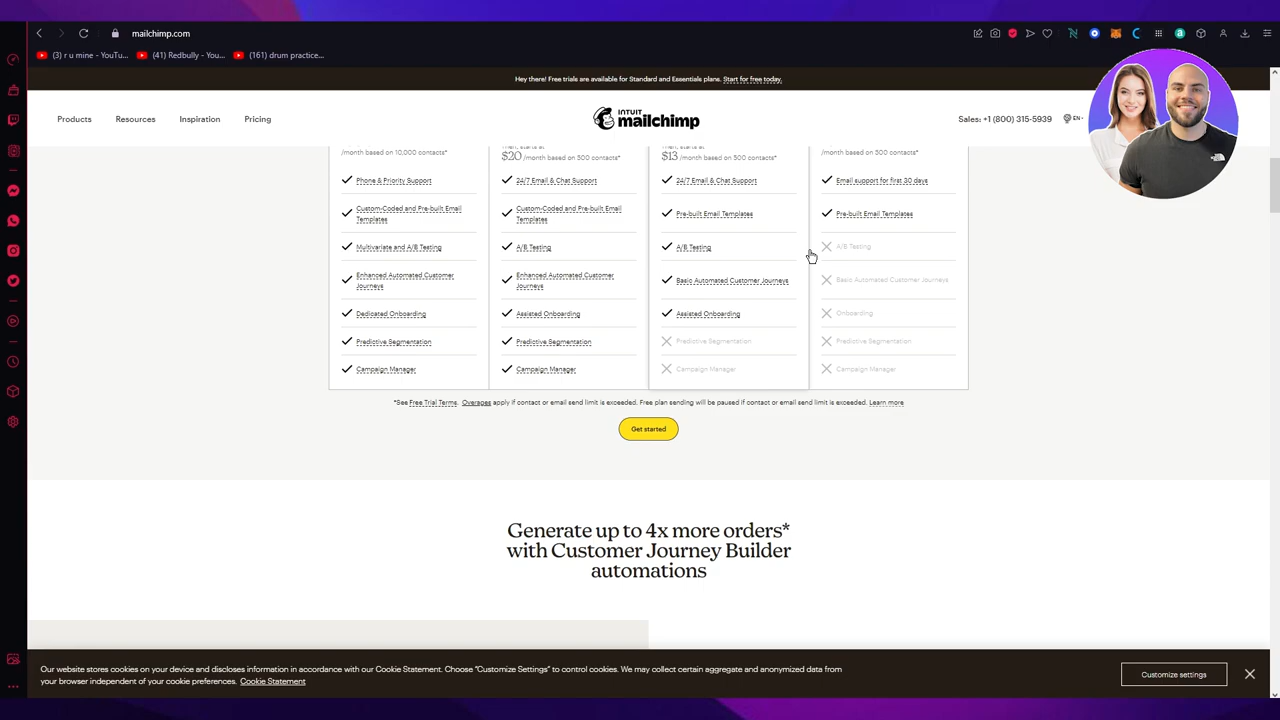 mailchimp.com
(3) r u mine - YouTu...
(41) Redbully - You...
(161) drum practice...
Hey there! Free trials are available for Standard and Essentials plans. Start for free today.
Products
Resources
Inspiration
Pricing
INTUIT
mailchimp
Sales: +1 (800) 315-5939
EN
/month based on 10,000 contacts*
Phone & Priority Support
Custom-Coded and Pre-built Email
Templates
Multivariate and A/B Testing
Enhanced Automated Customer
Journeys
Dedicated Onboarding
Predictive Segmentation
Campaign Manager
Then, starts at
$20 /month based on 500 contacts*
24/7 Email & Chat Support
Custom-Coded and Pre-built Email
Templates
A/B Testing
Enhanced Automated Customer
Journeys
Assisted Onboarding
Predictive Segmentation
Campaign Manager
Then, starts at
$13 /month based on 500 contacts*
24/7 Email & Chat Support
Pre-built Email Templates
A/B Testing
Basic Automated Customer Journeys
Assisted Onboarding
Predictive Segmentation
Campaign Manager
/month based on 500 contacts*
Email support for first 30 days
Pre-built Email Templates
A/B Testing
Basic Automated Customer Journeys
Onboarding
Predictive Segmentation
Campaign Manager
*See Free Trial Terms. Overages apply if contact or email send limit is exceeded. Free plan sending will be paused if contact or email send limit is exceeded. Learn more
Get started
Generate up to 4x more orders*
with Customer Journey Builder
automations
Our website stores cookies on your device and discloses information in accordance with our Cookie Statement. Choose "Customize Settings" to control cookies. We may collect certain aggregate and anonymized data from
your browser independent of your cookie preferences. Cookie Statement
Customize settings